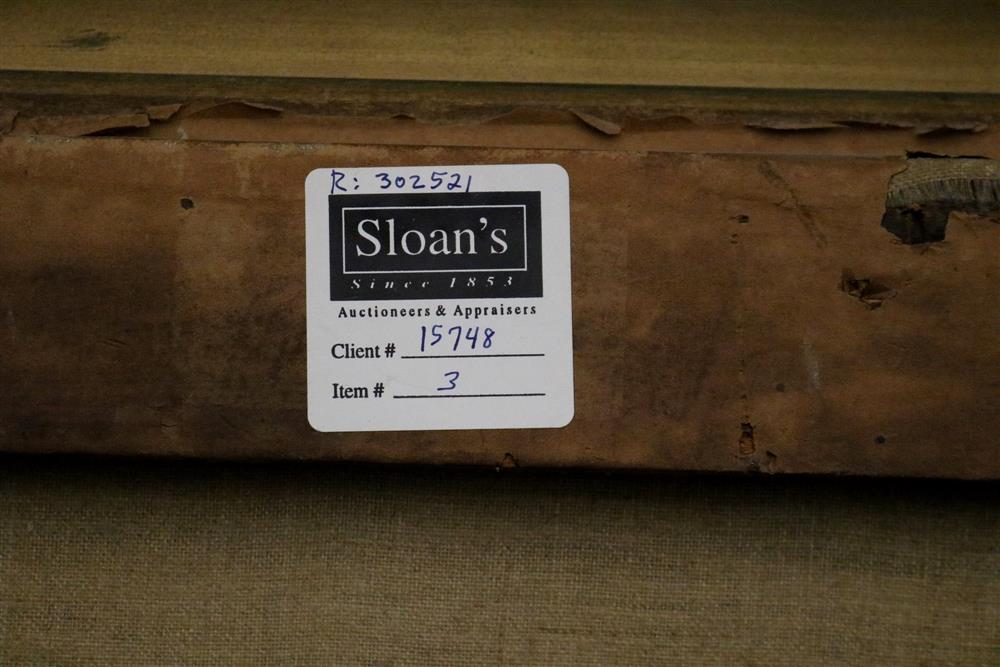 R: 302521
Sloan's
Since 1853
Auctioneers & Appraisers
Client # 15748
Item # 3